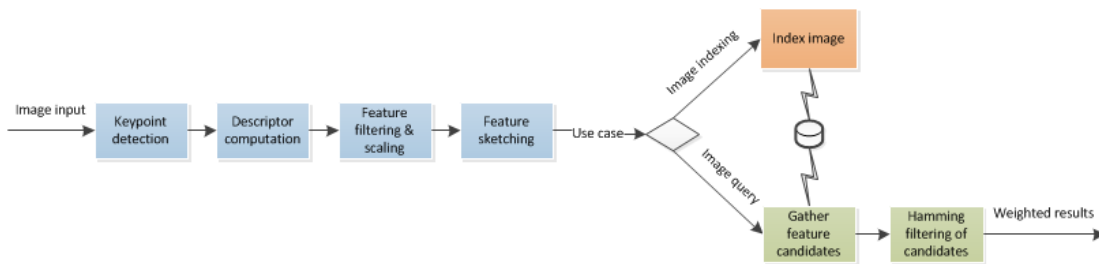 Image input
Keypoint
detection
Descriptor
computation
Feature
filtering &
scaling
Feature
sketching
Use case
Image indexing
Index image
Image query
Gather
feature
candidates
Hamming
filtering of
candidates
Weighted results